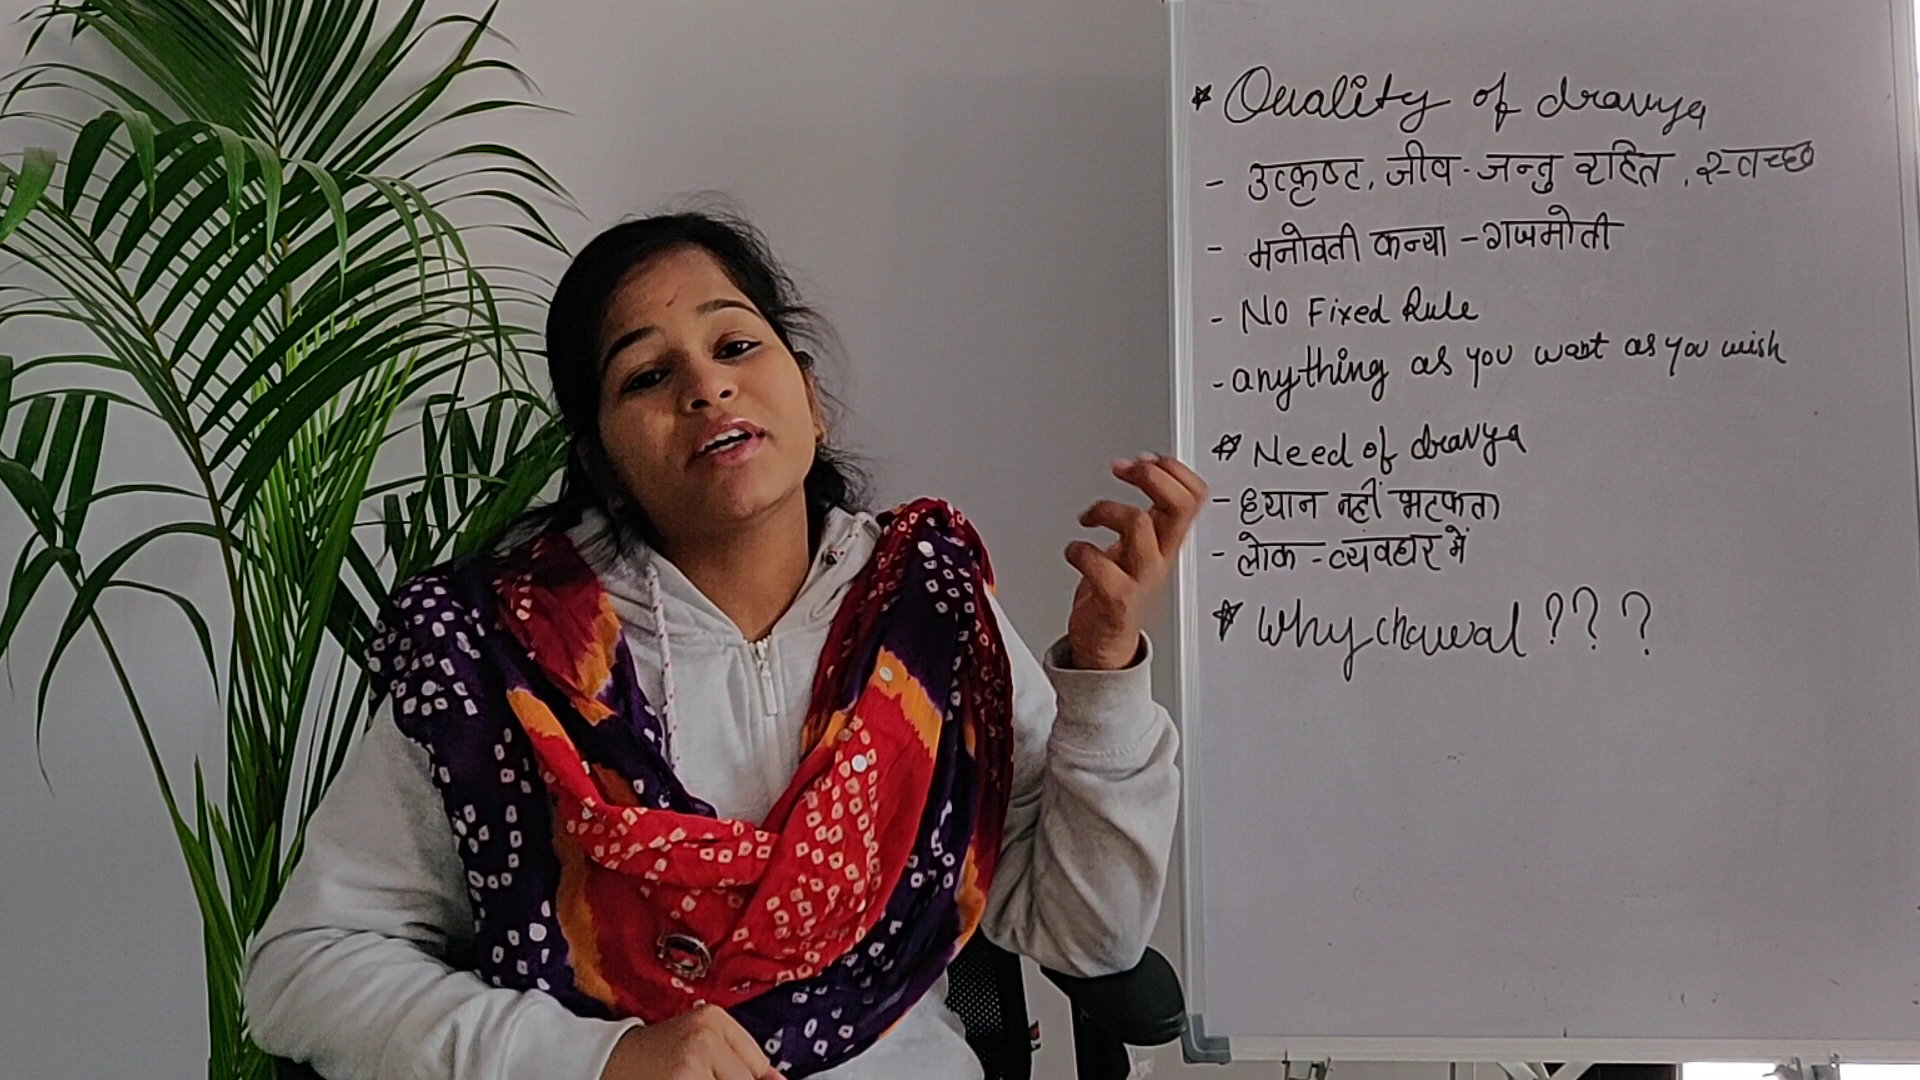 * Quality of dravya
- उत्कृष्ट, जीव-जन्तु रहित, स्वच्छ
- मनोवती कन्या - गजमोती
- No Fixed Rule
- anything as you want as you wish
* Need of dravya
- ध्यान नहीं भटकता
- लोक-व्यवहार में
* Why chawal ? ? ?